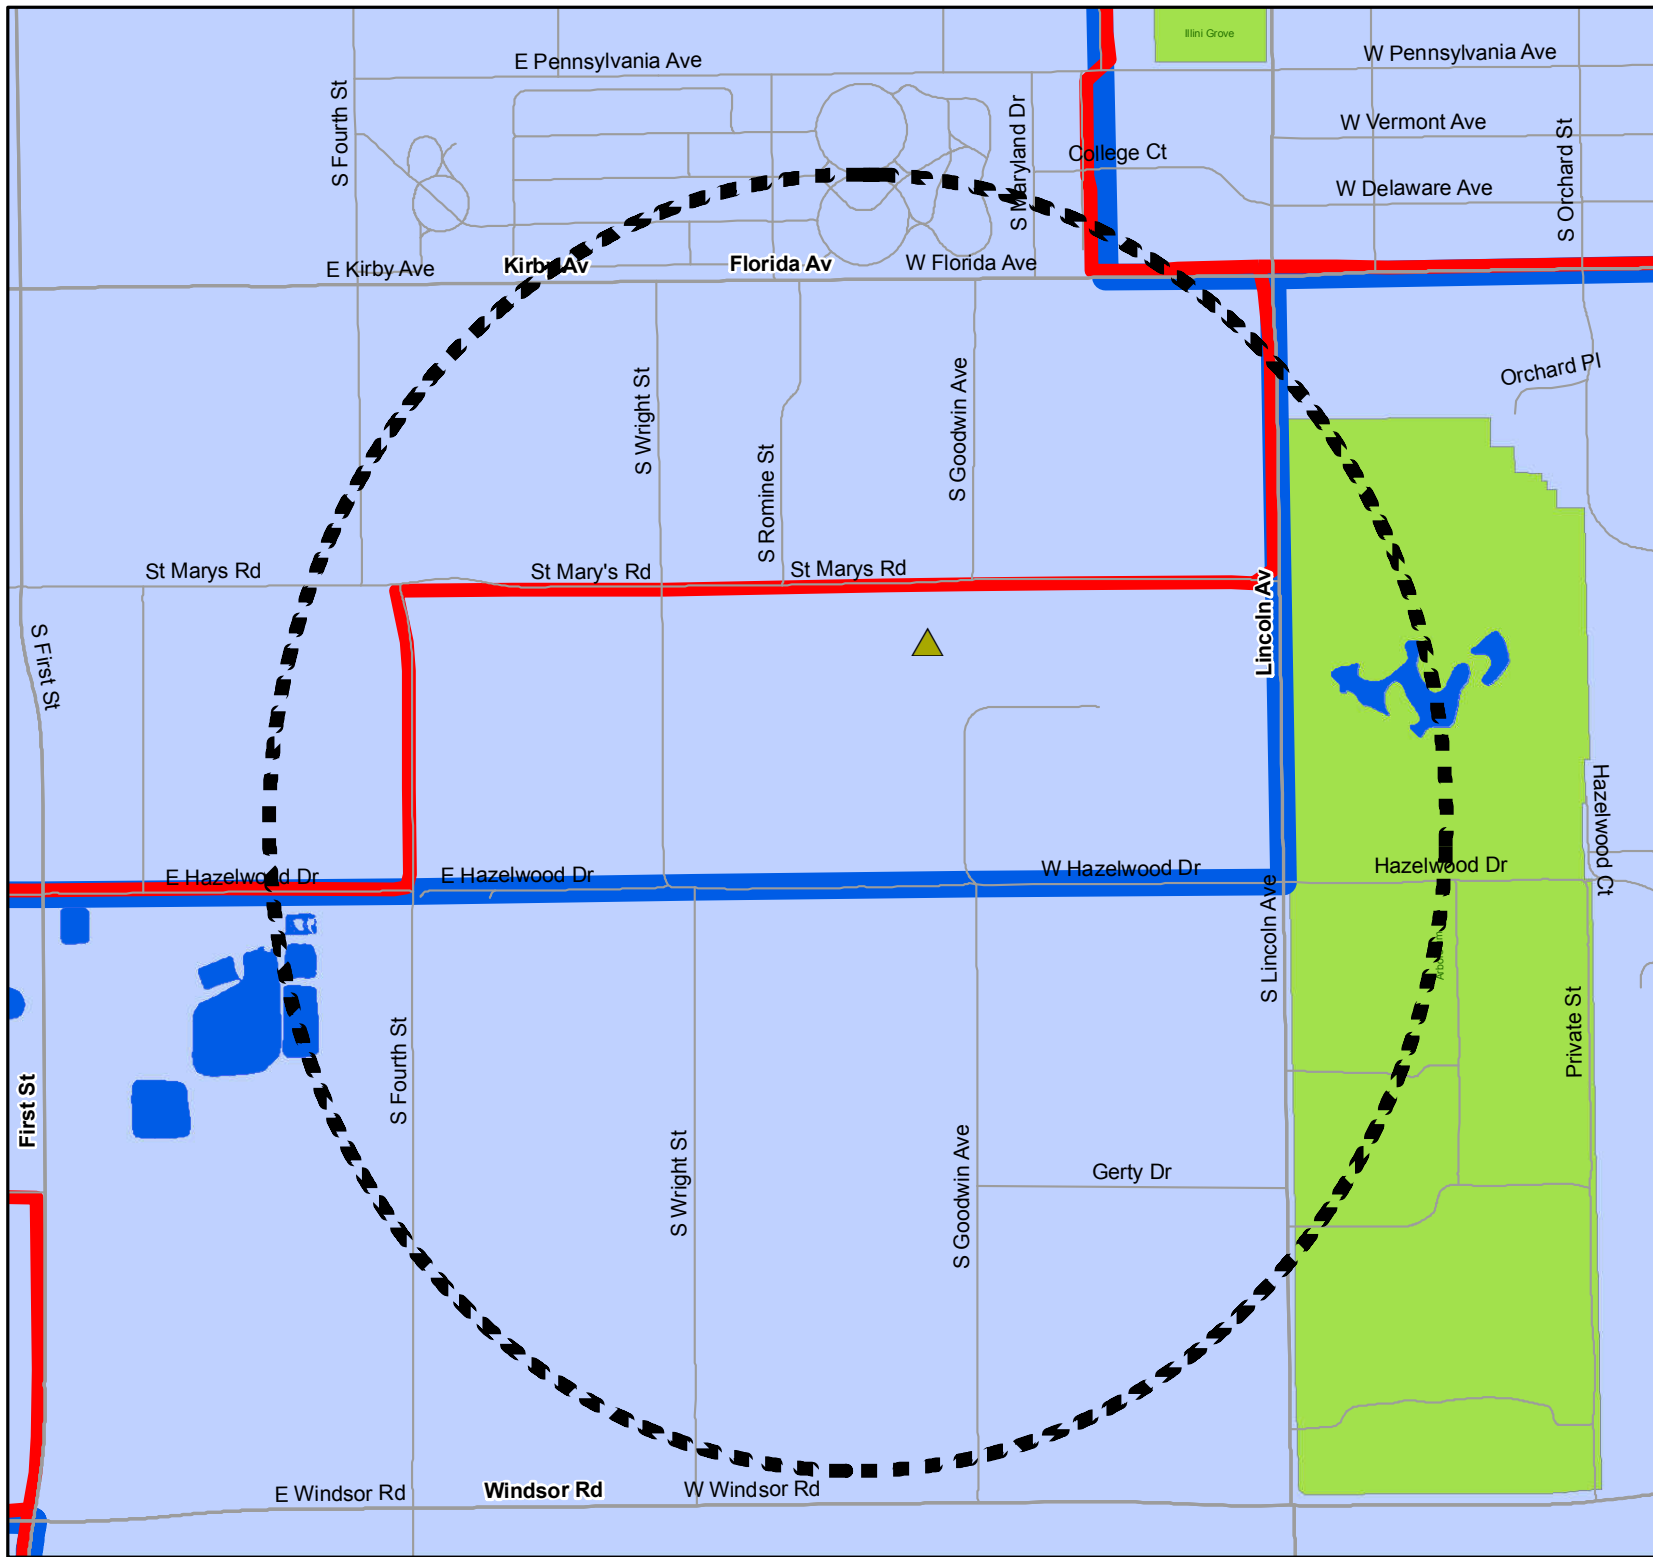 Illini Grove
E Pennsylvania Ave
W Pennsylvania Ave
S Fourth St
S Maryland Dr
W Vermont Ave
College Ct
S Orchard St
W Delaware Ave
E Kirby Ave
Kirby Av
Florida Av
W Florida Ave
Orchard Pl
S Wright St
S Romine St
S Goodwin Ave
St Marys Rd
St Mary's Rd
St Marys Rd
Lincoln Av
S First St
Hazelwood Ct
E Hazelwood Dr
E Hazelwood Dr
W Hazelwood Dr
Hazelwood Dr
S Lincoln Ave
Private St
S Fourth St
First St
S Wright St
S Goodwin Ave
Gerty Dr
E Windsor Rd
Windsor Rd
W Windsor Rd